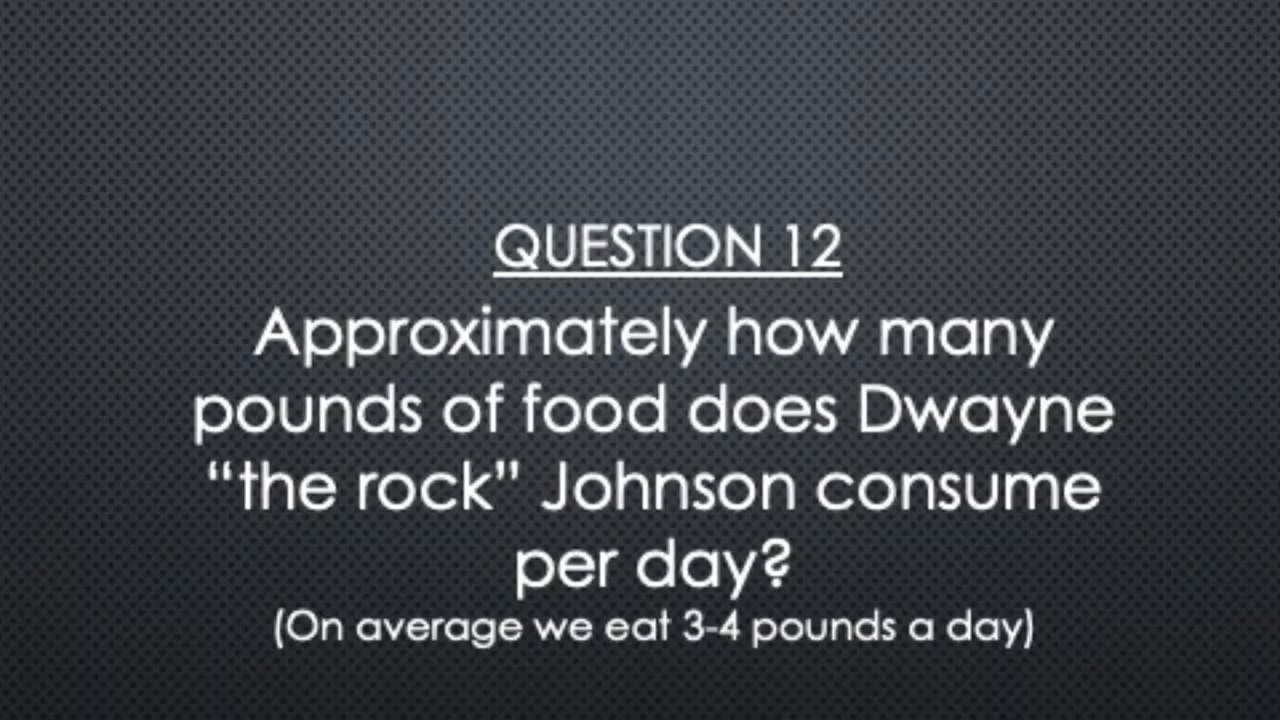 QUESTION 12
Approximately how many
pounds of food does Dwayne
“the rock” Johnson consume
per day?
(On average we eat 3-4 pounds a day)